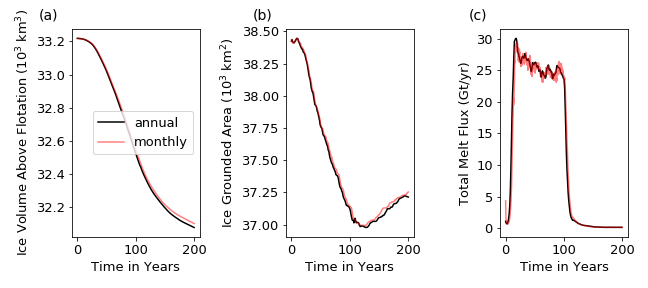 (a)
Ice Volume Above Flotation (10³ km³)
33.2
33.0
32.8
32.6
32.4
32.2
annual
monthly
0
100
200
Time in Years
(b)
Ice Grounded Area (10³ km²)
38.50
38.25
38.00
37.75
37.50
37.25
37.00
0
100
200
Time in Years
(c)
Total Melt Flux (Gt/yr)
30
25
20
15
10
5
0
0
100
200
Time in Years